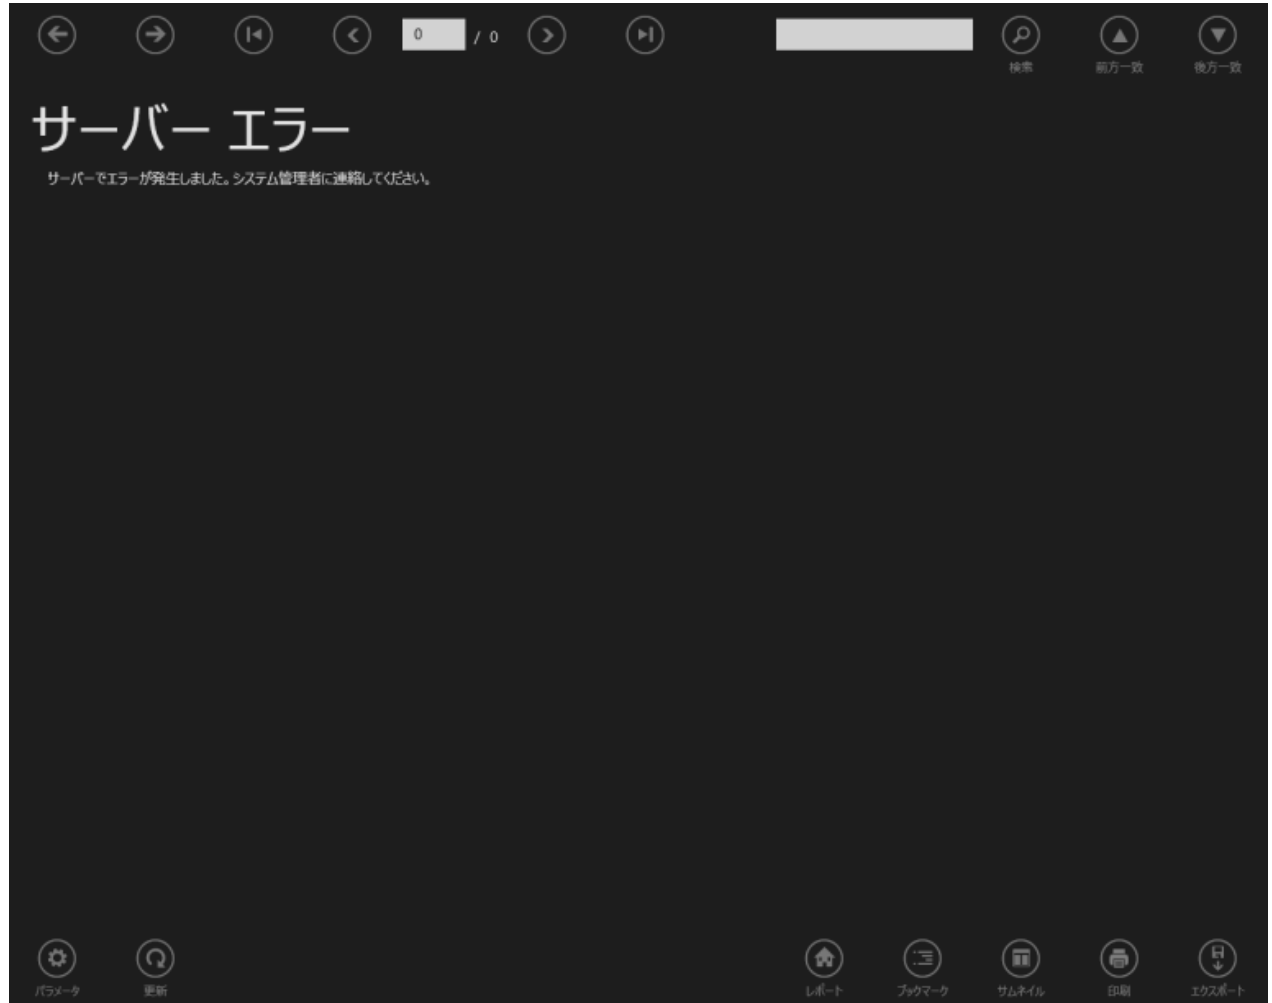 0 / 0
検索 前方一致 後方一致
サーバー エラー
サーバーでエラーが発生しました。システム管理者に連絡してください。
パラメータ 更新 レポート ブックマーク サムネイル 印刷 エクスポート